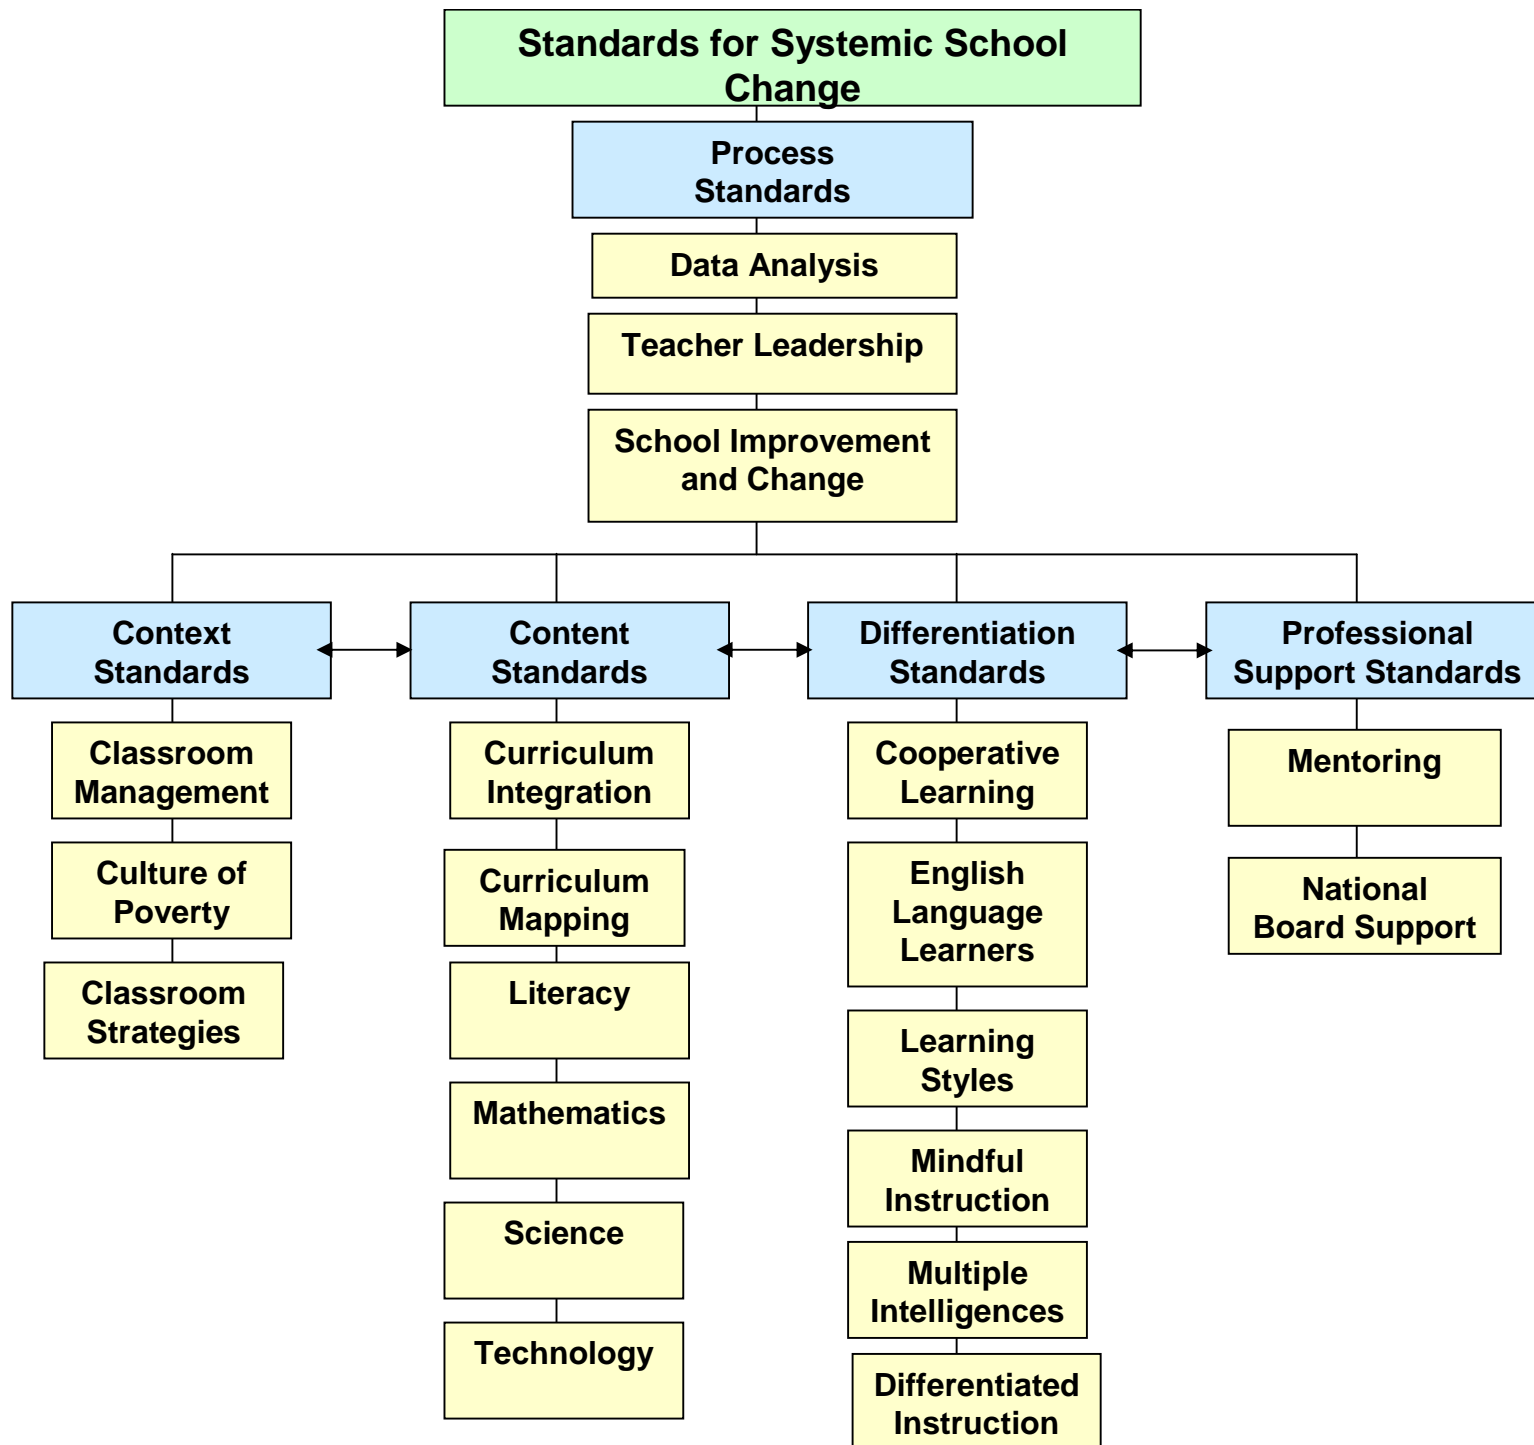 Standards for Systemic School
Change
Process
Standards
Data Analysis
Teacher Leadership
School Improvement
and Change
Context
Standards
Classroom
Management
Culture of
Poverty
Classroom
Strategies
Content
Standards
Curriculum
Integration
Curriculum
Mapping
Literacy
Mathematics
Science
Technology
Differentiation
Standards
Cooperative
Learning
English
Language
Learners
Learning
Styles
Mindful
Instruction
Multiple
Intelligences
Differentiated
Instruction
Professional
Support Standards
Mentoring
National
Board Support